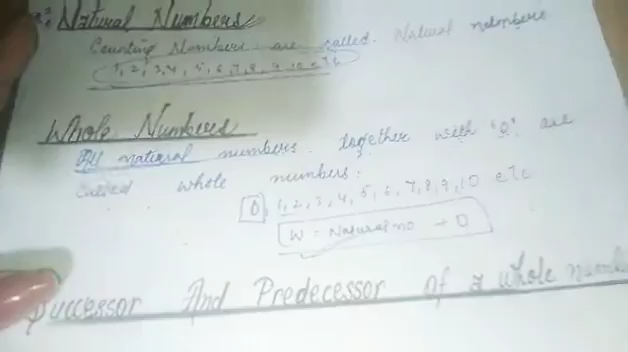 Natural Numbers
Counting Numbers are called Natural numbers
1, 2, 3, 4, 5, 6, 7, 8, 9, 10 etc
Whole Numbers
All natural numbers together with '0' are
called whole numbers:
0, 1, 2, 3, 4, 5, 6, 7, 8, 9, 10 etc
W = Natural no + 0
Successor And Predecessor of a whole numbe